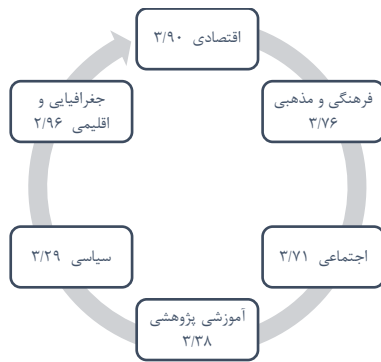 اقتصادی ۳/۹۰
فرهنگی و مذهبی
۳/۷۶
اجتماعی ۳/۷۱
آموزشی پژوهشی
۳/۳۸
سیاسی ۳/۲۹
جغرافیایی و
اقلیمی ۲/۹۶